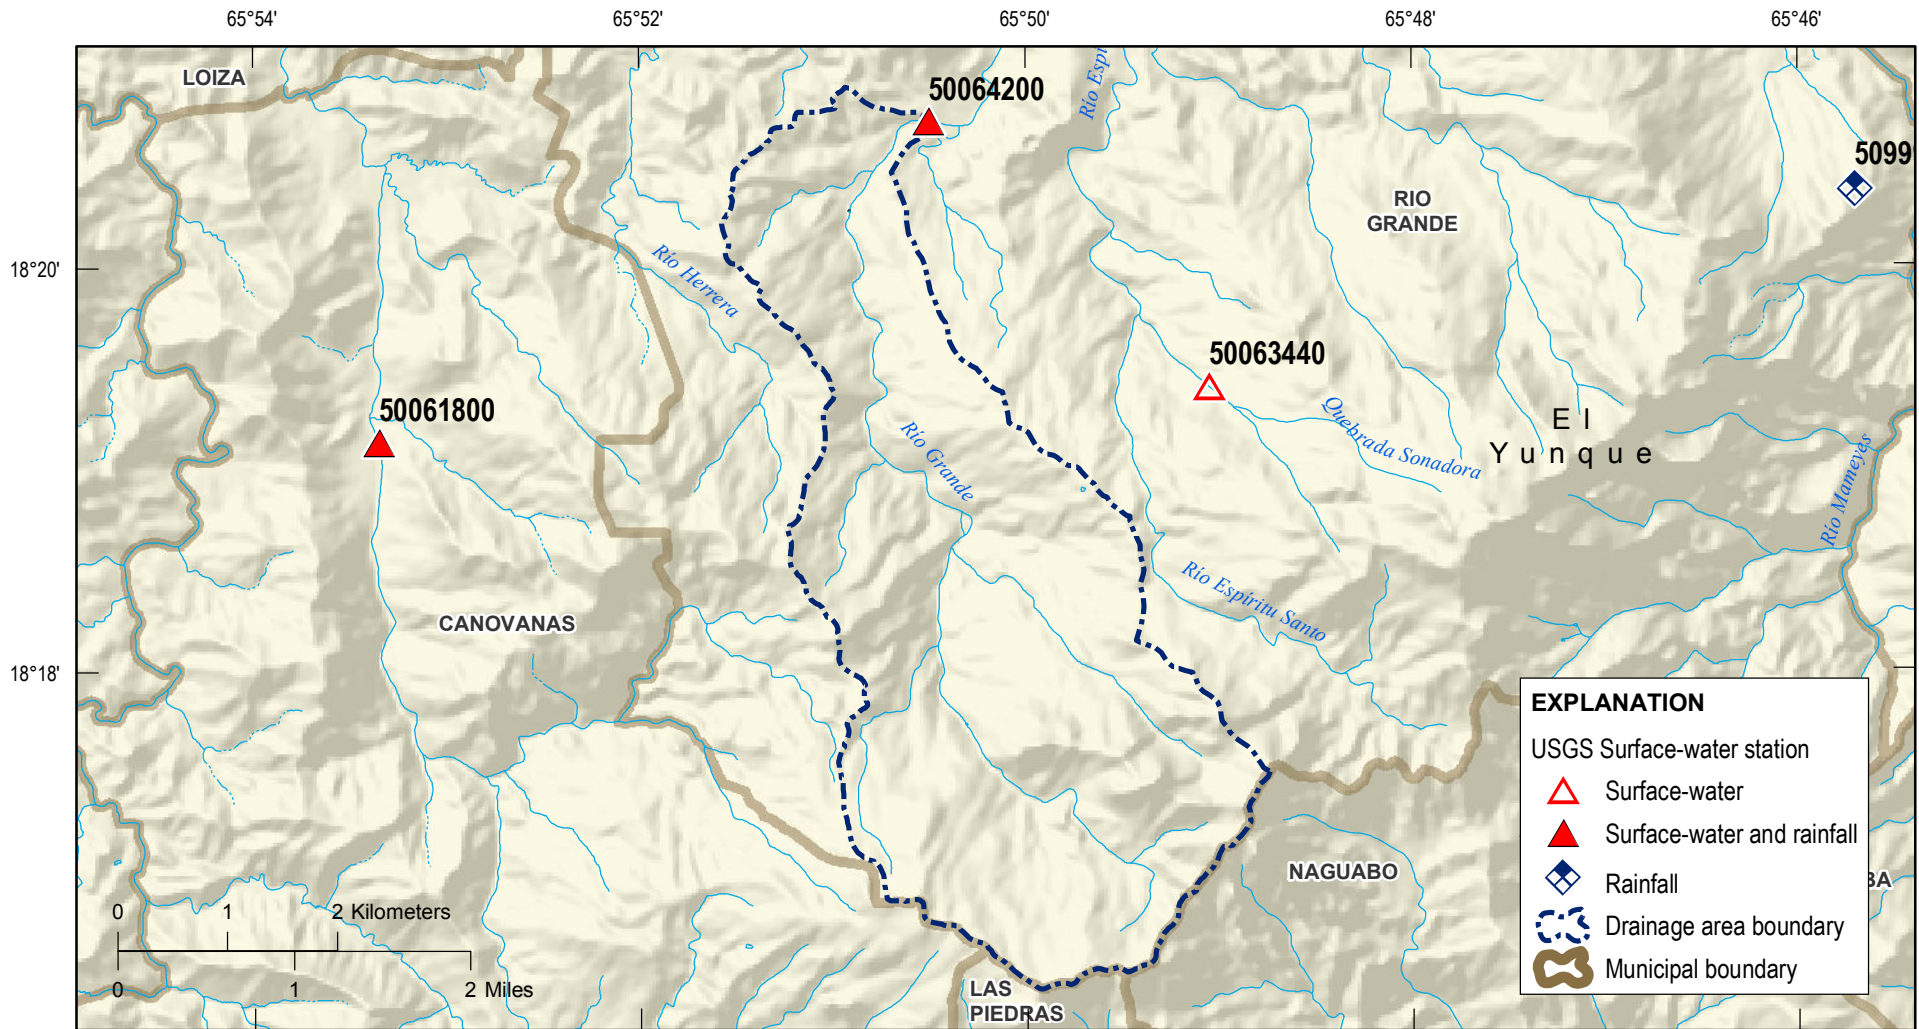 65°54'
65°52'
65°50'
65°48'
65°46'
LOIZA
50064200
Río Espí
5099
RIO
GRANDE
18°20'
Río Herrera
50063440
50061800
Quebrada Sonadora
El
Yunque
Río Grande
Río Mameyes
Río Espíritu Santo
CANOVANAS
18°18'
EXPLANATION
USGS Surface-water station
Surface-water
Surface-water and rainfall
Rainfall
Drainage area boundary
Municipal boundary
NAGUABO
BA
0 1 2 Kilometers
0 1 2 Miles
LAS
PIEDRAS